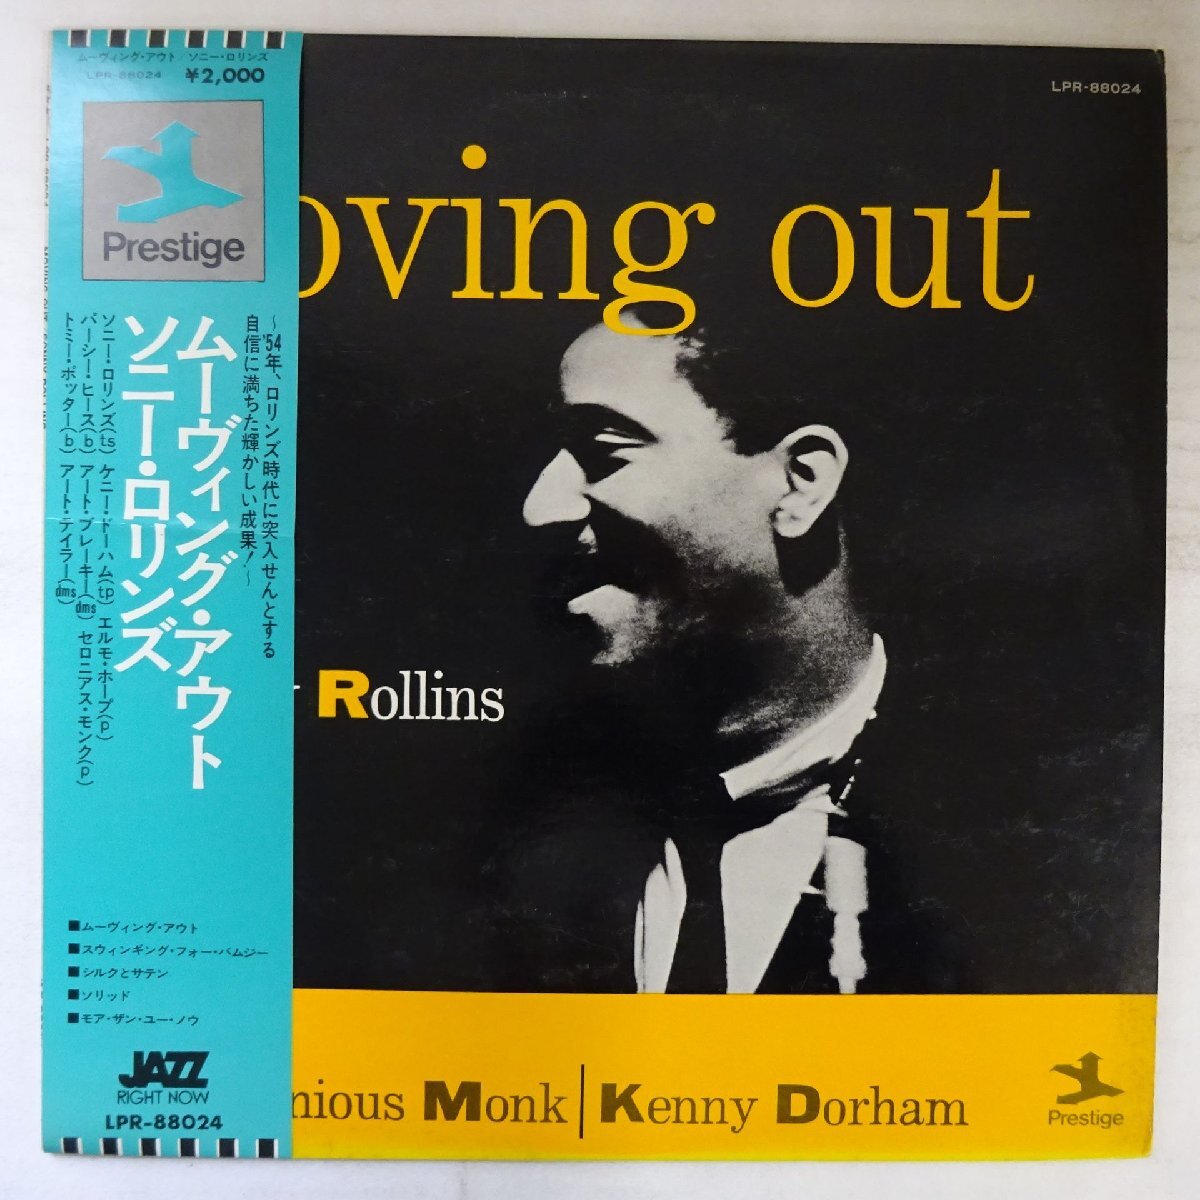 ムーヴィング・アウト/ソニー・ロリンズ
LPR-88024 ¥2,000
Prestige
〜'54年、ロリンズ時代に突入せんとする
自信に満ちた輝かしい成果!〜
ムーヴィング・アウト
ソニー・ロリンズ
ソニー・ロリンズ(ts) ケニー・ドーハム(tp) エルモ・ホープ(p)
パーシー・ヒース(b) アート・ブレーキー(dms) セロニアス・モンク(p)
トミー・ポッター(b) アート・テイラー(dms)
■ムーヴィング・アウト
■スウィンギング・フォー・バムジー
■シルクとサテン
■ソリッド
■モア・ザン・ユー・ノウ
JAZZ
RIGHT NOW
LPR-88024
LPR-88024
oving out
Rollins
nious Monk | Kenny Dorham
Prestige